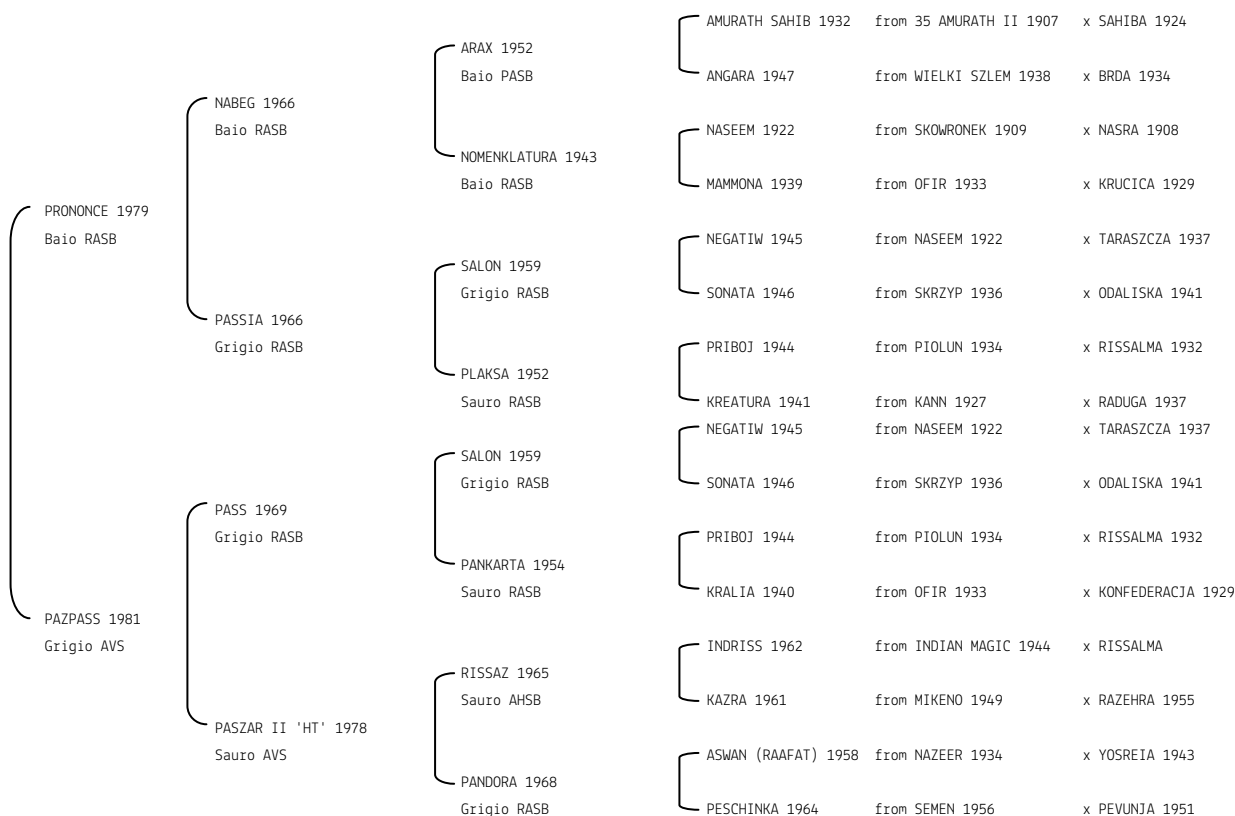 AMURATH SAHIB 1932 from 35 AMURATH II 1907 x SAHIBA 1924
ARAX 1952
Baio PASB
ANGARA 1947 from WIELKI SZLEM 1938 x BRDA 1934
NABEG 1966
Baio RASB
NASEEM 1922 from SKOWRONEK 1909 x NASRA 1908
NOMENKLATURA 1943
Baio RASB
MAMMONA 1939 from OFIR 1933 x KRUCICA 1929
PRONONCE 1979
Baio RASB
NEGATIW 1945 from NASEEM 1922 x TARASZCZA 1937
SALON 1959
Grigio RASB
SONATA 1946 from SKRZYP 1936 x ODALISKA 1941
PASSIA 1966
Grigio RASB
PRIBOJ 1944 from PIOLUN 1934 x RISSALMA 1932
PLAKSA 1952
Sauro RASB
KREATURA 1941 from KANN 1927 x RADUGA 1937
NEGATIW 1945 from NASEEM 1922 x TARASZCZA 1937
SALON 1959
Grigio RASB
SONATA 1946 from SKRZYP 1936 x ODALISKA 1941
PASS 1969
Grigio RASB
PRIBOJ 1944 from PIOLUN 1934 x RISSALMA 1932
PANKARTA 1954
Sauro RASB
KRALIA 1940 from OFIR 1933 x KONFEDERACJA 1929
PAZPASS 1981
Grigio AVS
INDRISS 1962 from INDIAN MAGIC 1944 x RISSALMA
RISSAZ 1965
Sauro AHSB
KAZRA 1961 from MIKENO 1949 x RAZEHRA 1955
PASZAR II 'HT' 1978
Sauro AVS
ASWAN (RAAFAT) 1958 from NAZEER 1934 x YOSREIA 1943
PANDORA 1968
Grigio RASB
PESCHINKA 1964 from SEMEN 1956 x PEVUNJA 1951